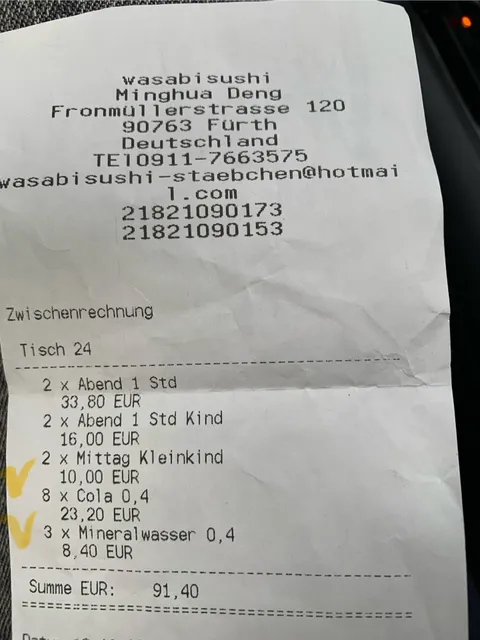 wasabisushi
Minghua Deng
Fronmüllerstrasse 120
90763 Fürth
Deutschland
TEl0911-7663575
wasabisushi-staebchen@hotmai
l.com
21821090173
21821090153
Zwischenrechnung
Tisch 24
2 x Abend 1 Std
33,80 EUR
2 x Abend 1 Std Kind
16,00 EUR
2 x Mittag Kleinkind
10,00 EUR
8 x Cola 0,4
23,20 EUR
3 x Mineralwasser 0,4
8,40 EUR
Summe EUR: 91,40